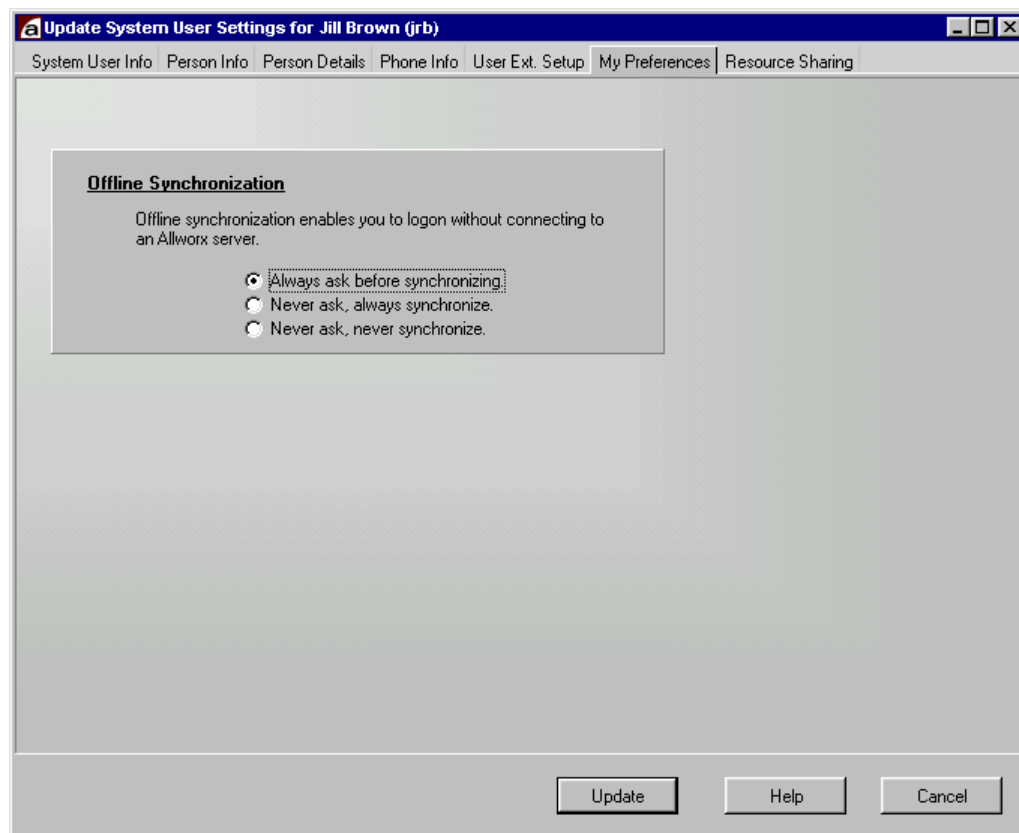 Update System User Settings for Jill Brown (jrb)
System User Info Person Info Person Details Phone Info User Ext. Setup My Preferences Resource Sharing
Offline Synchronization
Offline synchronization enables you to logon without connecting to
an Allworx server.
Always ask before synchronizing.
Never ask, always synchronize.
Never ask, never synchronize.
Update Help Cancel